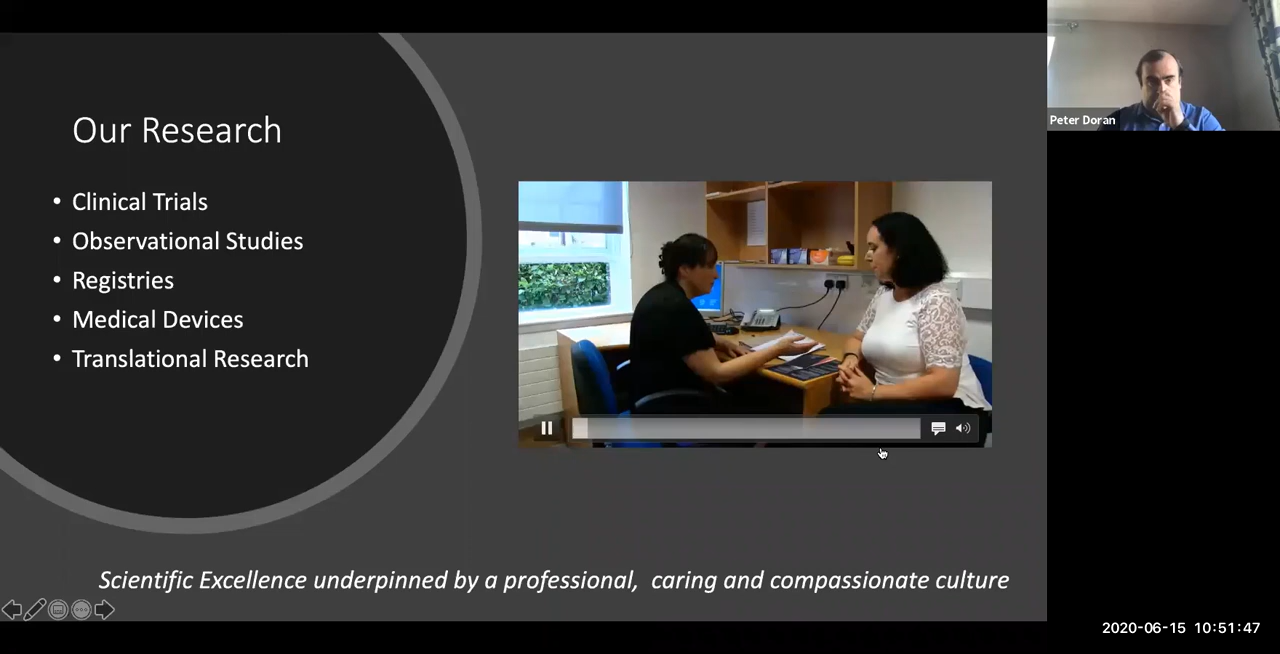 Our Research
• Clinical Trials
• Observational Studies
• Registries
• Medical Devices
• Translational Research
Scientific Excellence underpinned by a professional, caring and compassionate culture
Peter Doran
2020-06-15 10:51:47